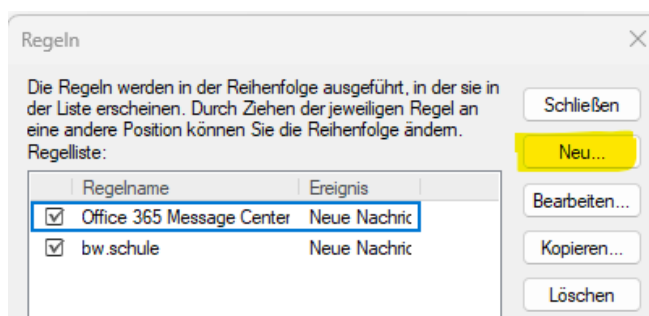 Regeln
Die Regeln werden in der Reihenfolge ausgeführt, in der sie in
der Liste erscheinen. Durch Ziehen der jeweiligen Regel an
eine andere Position können Sie die Reihenfolge ändern.
Regelliste:
Schließen
Neu...
Bearbeiten...
Kopieren...
Löschen
Regelname Ereignis
Office 365 Message Center Neue Nachric
bw.schule Neue Nachric